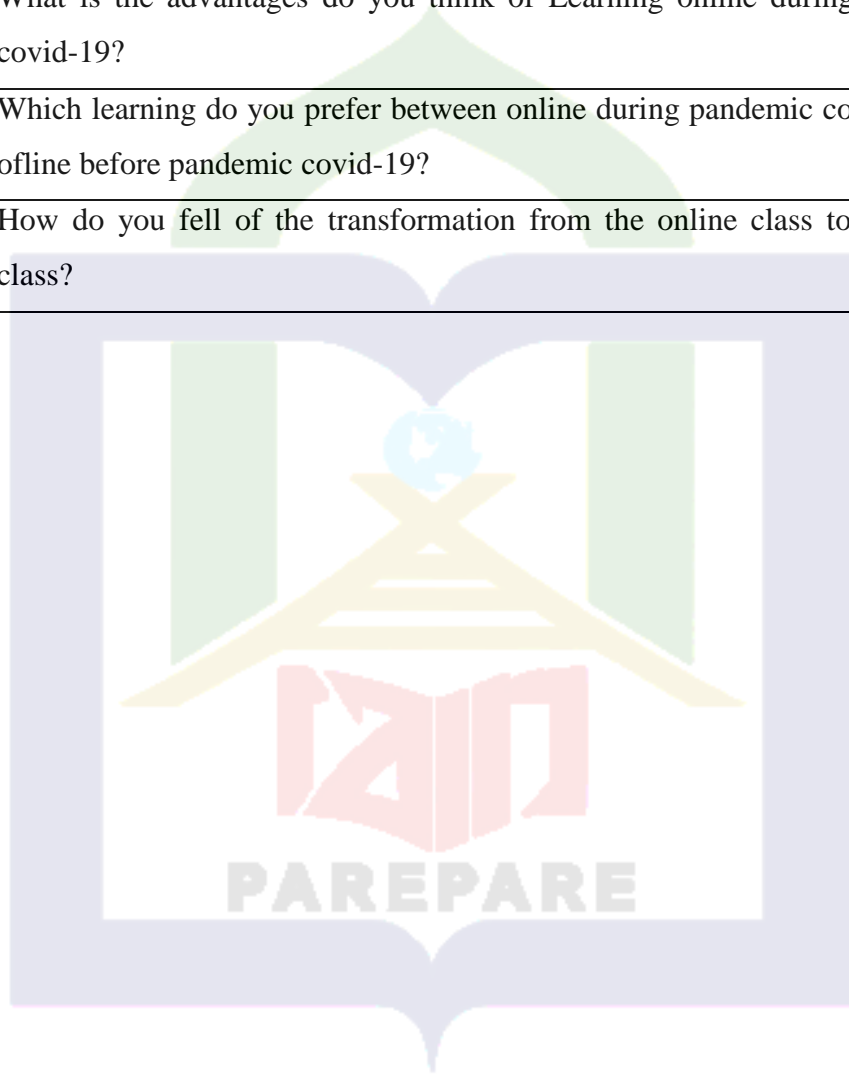 What is the advantages do you think of Learning online during
covid-19?
Which learning do you prefer between online during pandemic co
ofline before pandemic covid-19?
How do you fell of the transformation from the online class to
class?
iain
PAREPARE